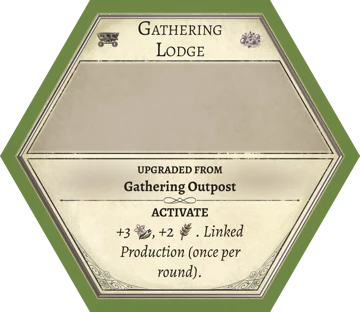 GATHERING
LODGE
UPGRADED FROM
Gathering Outpost
ACTIVATE
+3 , +2 . Linked
Production (once per
round).